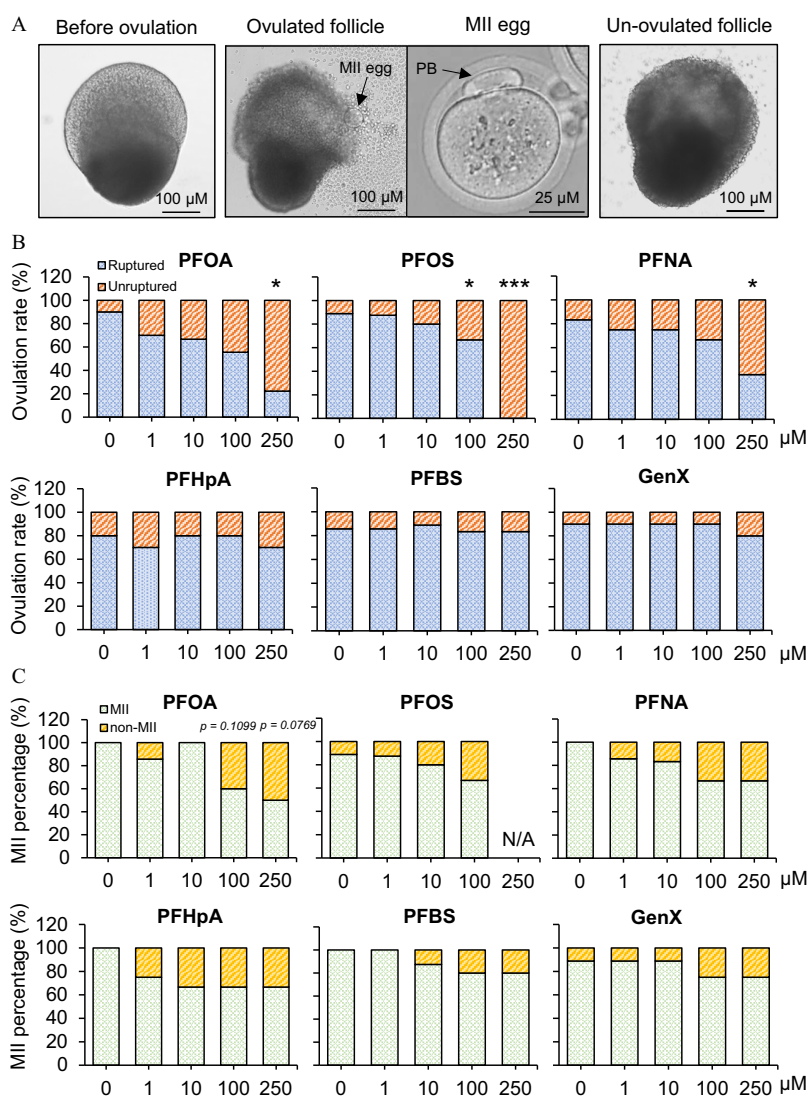 A
Before ovulation
Ovulated follicle
MII egg
Un-ovulated follicle
MII egg
PB
100 μM
100 μM
25 μM
100 μM
B
Ruptured
Unruptured
PFOA
PFOS
PFNA
Ovulation rate (%)
120
100
80
60
40
20
0
*
* ***
*
0 1 10 100 250
0 1 10 100 250
0 1 10 100 250 μM
PFHpA
PFBS
GenX
Ovulation rate (%)
120
100
80
60
40
20
0
0 1 10 100 250
0 1 10 100 250
0 1 10 100 250 μM
C
MII
non-MII
PFOA
PFOS
PFNA
p = 0.1099 p = 0.0769
MII percentage (%)
120
100
80
60
40
20
0
N/A
0 1 10 100 250
0 1 10 100 250
0 1 10 100 250 μM
PFHpA
PFBS
GenX
MII percentage (%)
120
100
80
60
40
20
0
0 1 10 100 250
0 1 10 100 250
0 1 10 100 250 μM